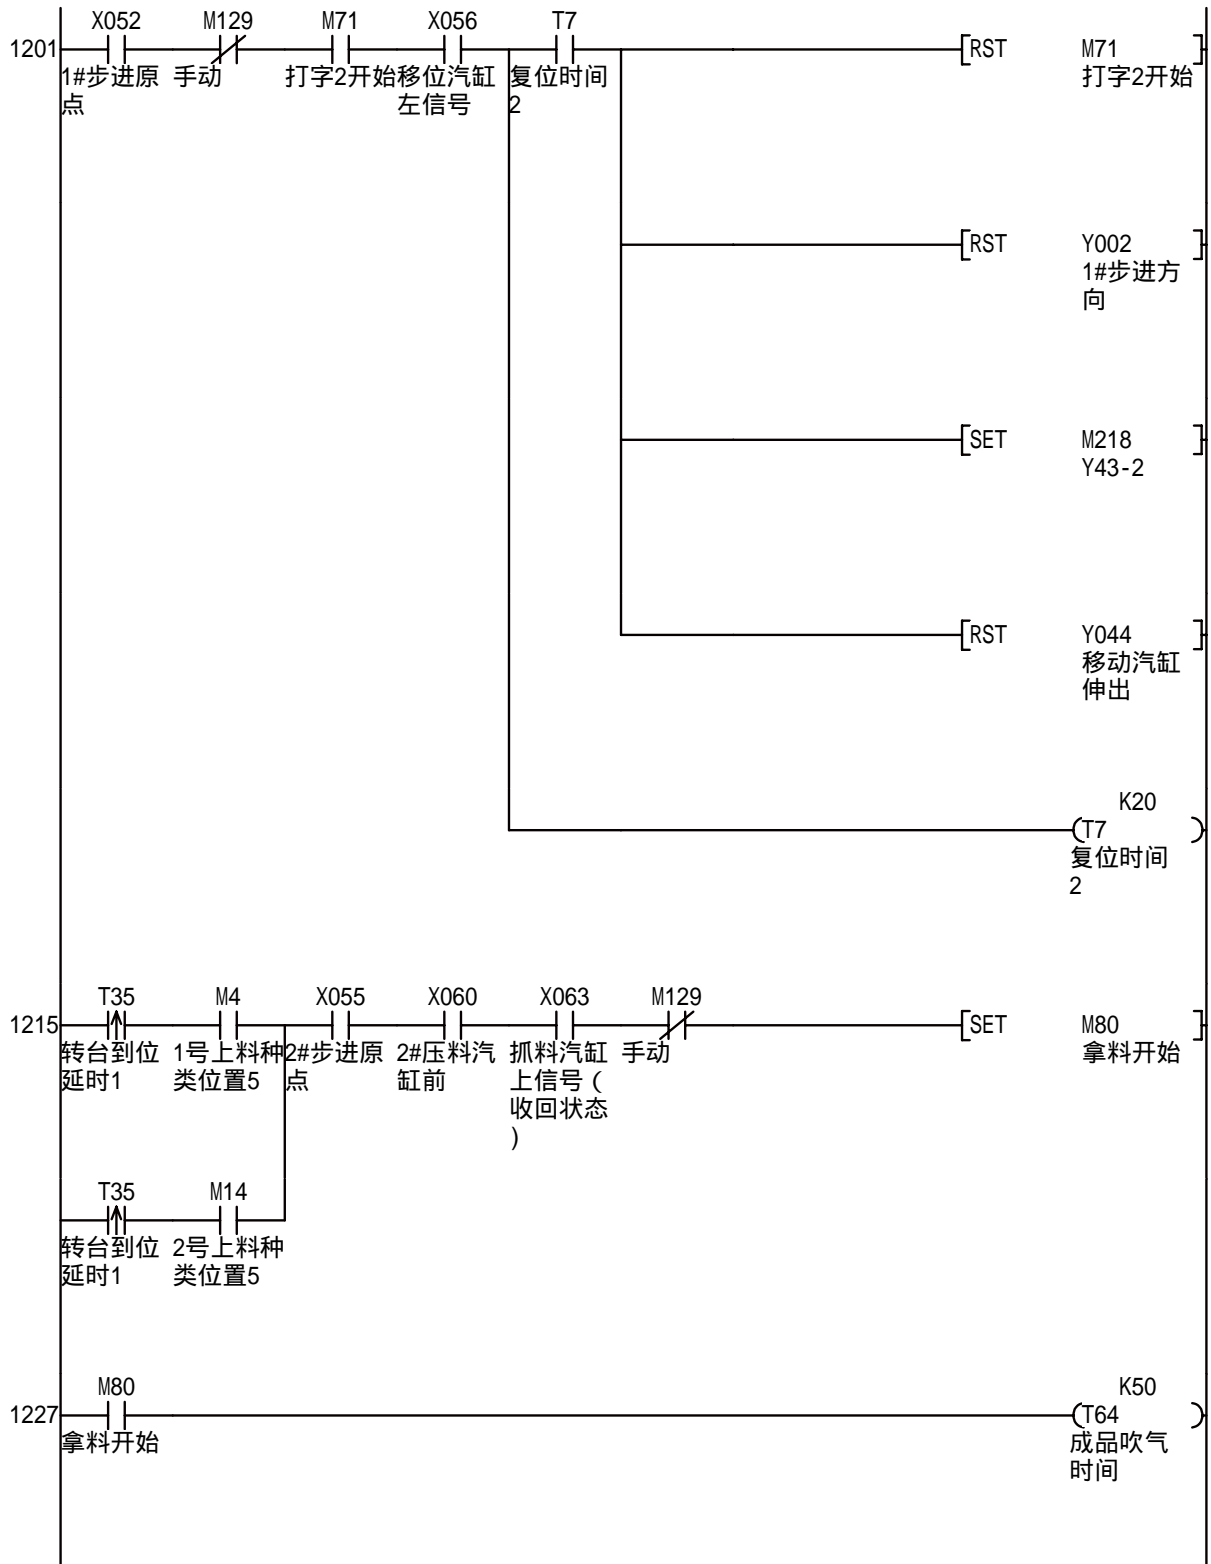 X052 M129 M71 X056 T7
1201 [RST M71 ]
1#步进原 手动 打字2开始 移位汽缸 复位时间 打字2开始
点 左信号 2
[RST Y002 ]
1#步进方
向
[SET M218 ]
Y43-2
[RST Y044 ]
移动汽缸
伸出
K20
(T7 )
复位时间
2
T35 M4 X055 X060 X063 M129
1215 [SET M80 ]
转台到位 1号上料种 2#步进原 2#压料汽 抓料汽缸 手动 拿料开始
延时1 类位置5 点 缸前 上信号(
收回状态
)
T35 M14
转台到位 2号上料种
延时1 类位置5
M80 K50
1227 (T64 )
拿料开始 成品吹气
时间